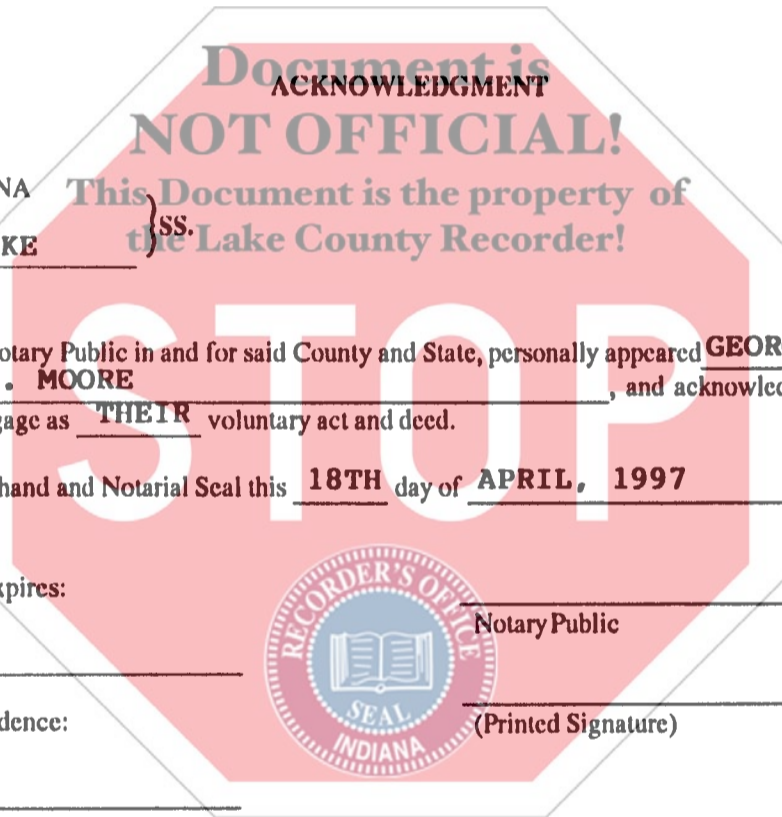 Document is
ACKNOWLEDGMENT
NOT OFFICIAL!
NA
This Document is the property of
SS.
KE
the Lake County Recorder!
STOP
otary Public in and for said County and State, personally appeared GEOR
. MOORE , and acknowled
gage as THEIR voluntary act and deed.
hand and Notarial Seal this 18TH day of APRIL, 1997
xpires:
Notary Public
dence:
(Printed Signature)
RECORDER'S OFFICE
SEAL
INDIANA